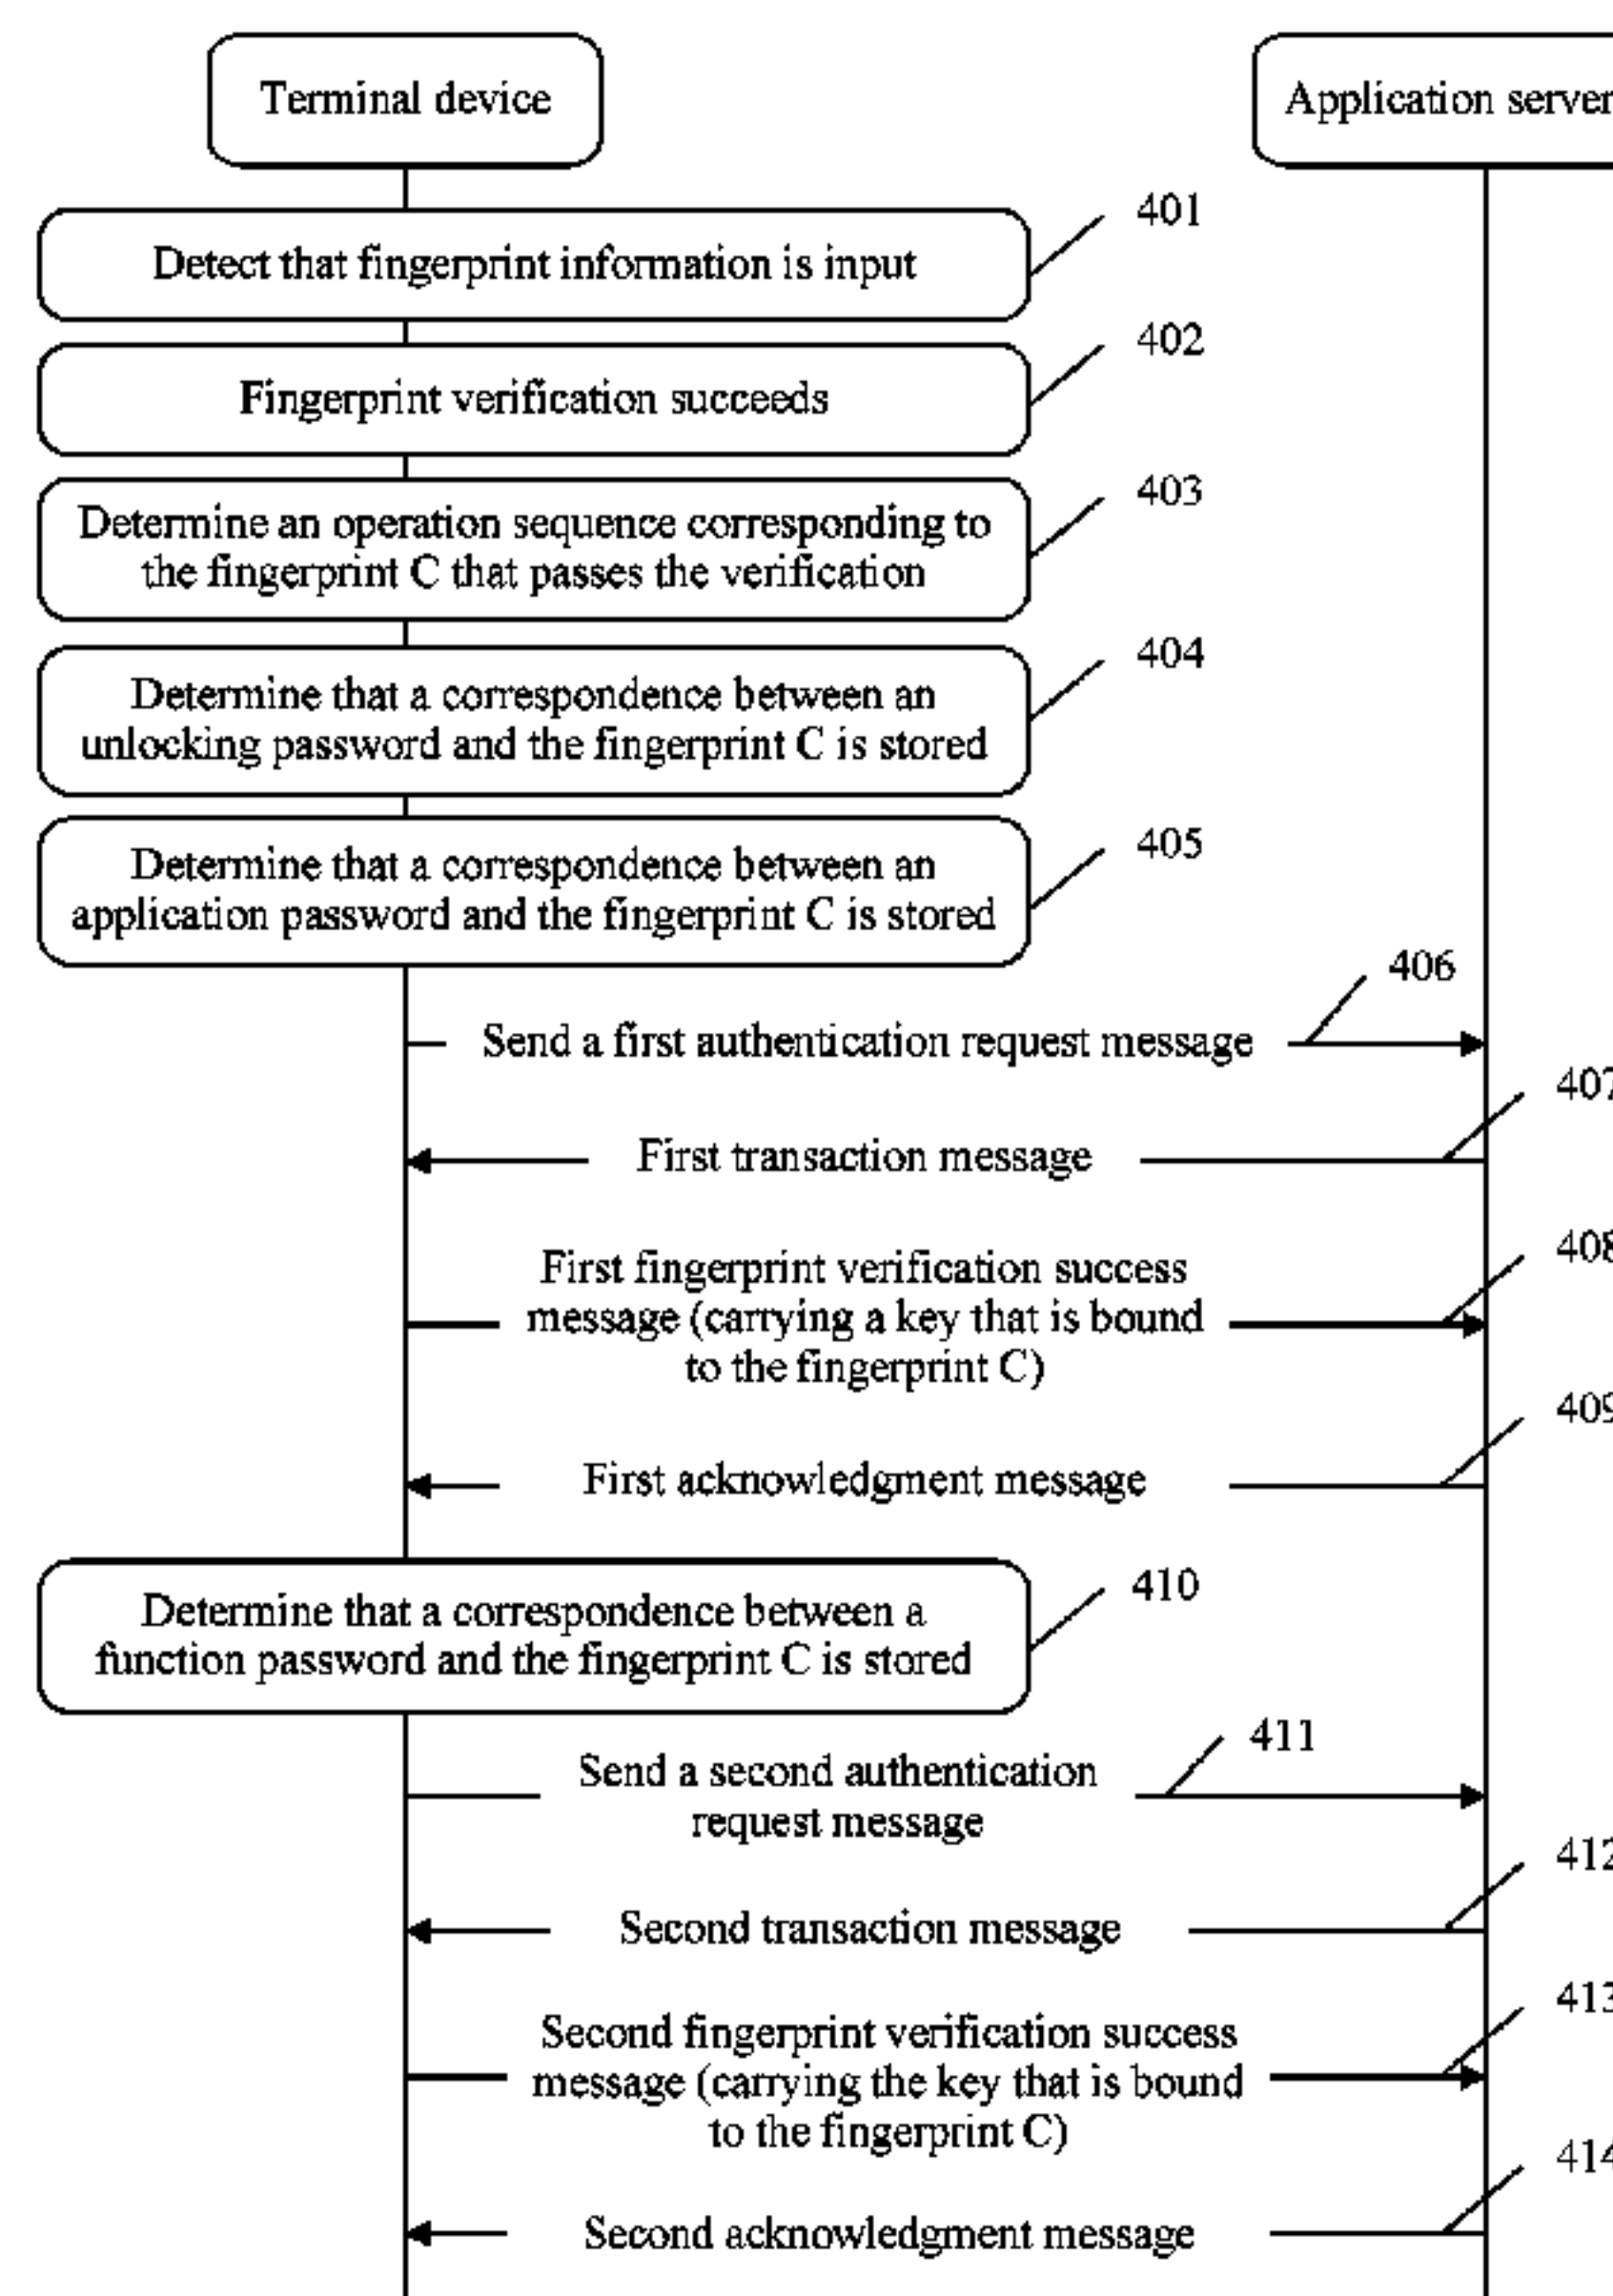 Terminal device
Application server
401
Detect that fingerprint information is input
402
Fingerprint verification succeeds
403
Determine an operation sequence corresponding to
the fingerprint C that passes the verification
404
Determine that a correspondence between an
unlocking password and the fingerprint C is stored
405
Determine that a correspondence between an
application password and the fingerprint C is stored
406
Send a first authentication request message
407
First transaction message
408
First fingerprint verification success
message (carrying a key that is bound
to the fingerprint C)
409
First acknowledgment message
410
Determine that a correspondence between a
function password and the fingerprint C is stored
411
Send a second authentication
request message
412
Second transaction message
413
Second fingerprint verification success
message (carrying the key that is bound
to the fingerprint C)
414
Second acknowledgment message